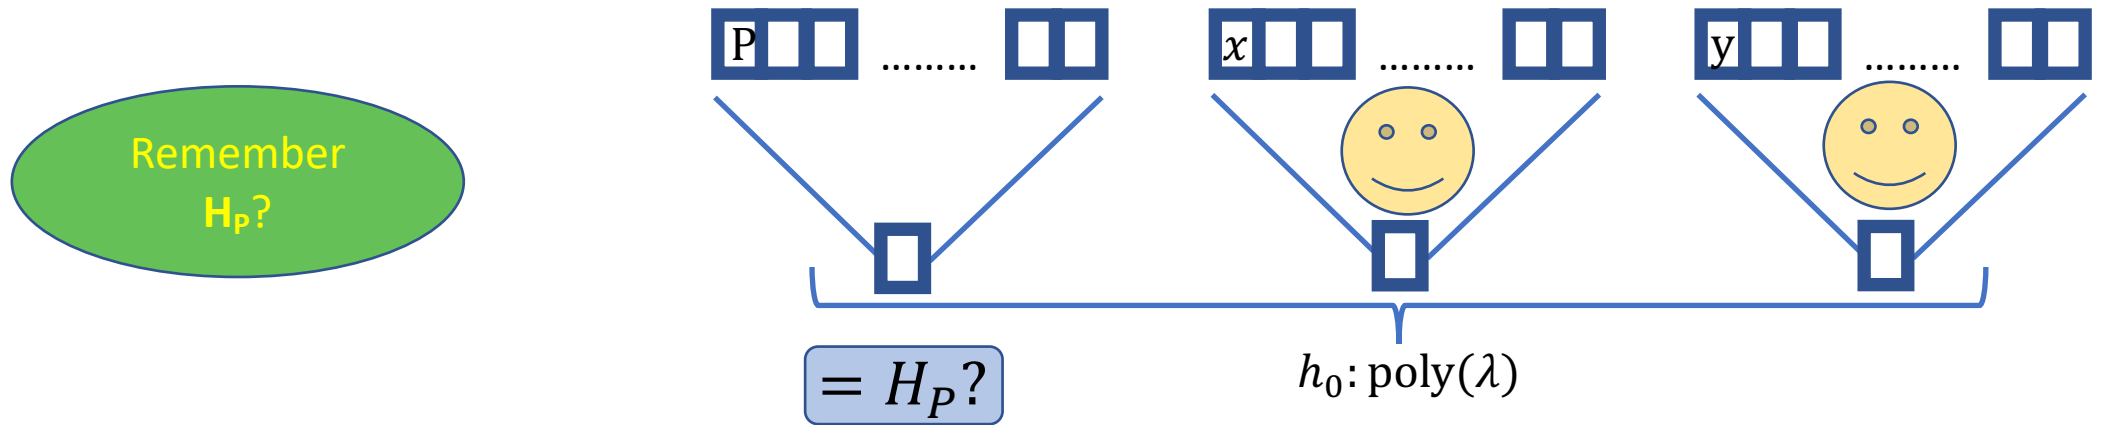 P ......... x ......... y .........
Remember
H_P?
= H_P?
h_0: poly(λ)